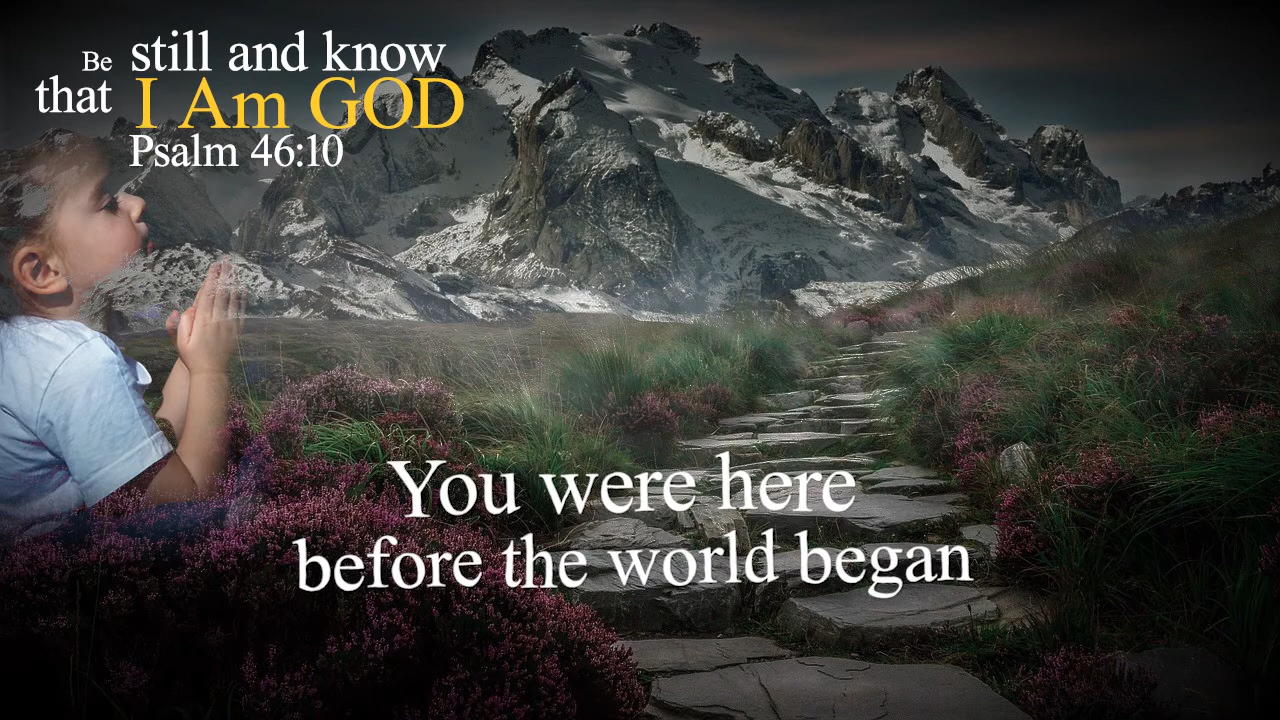 Be still and know
that I Am GOD
Psalm 46:10
You were here
before the world began